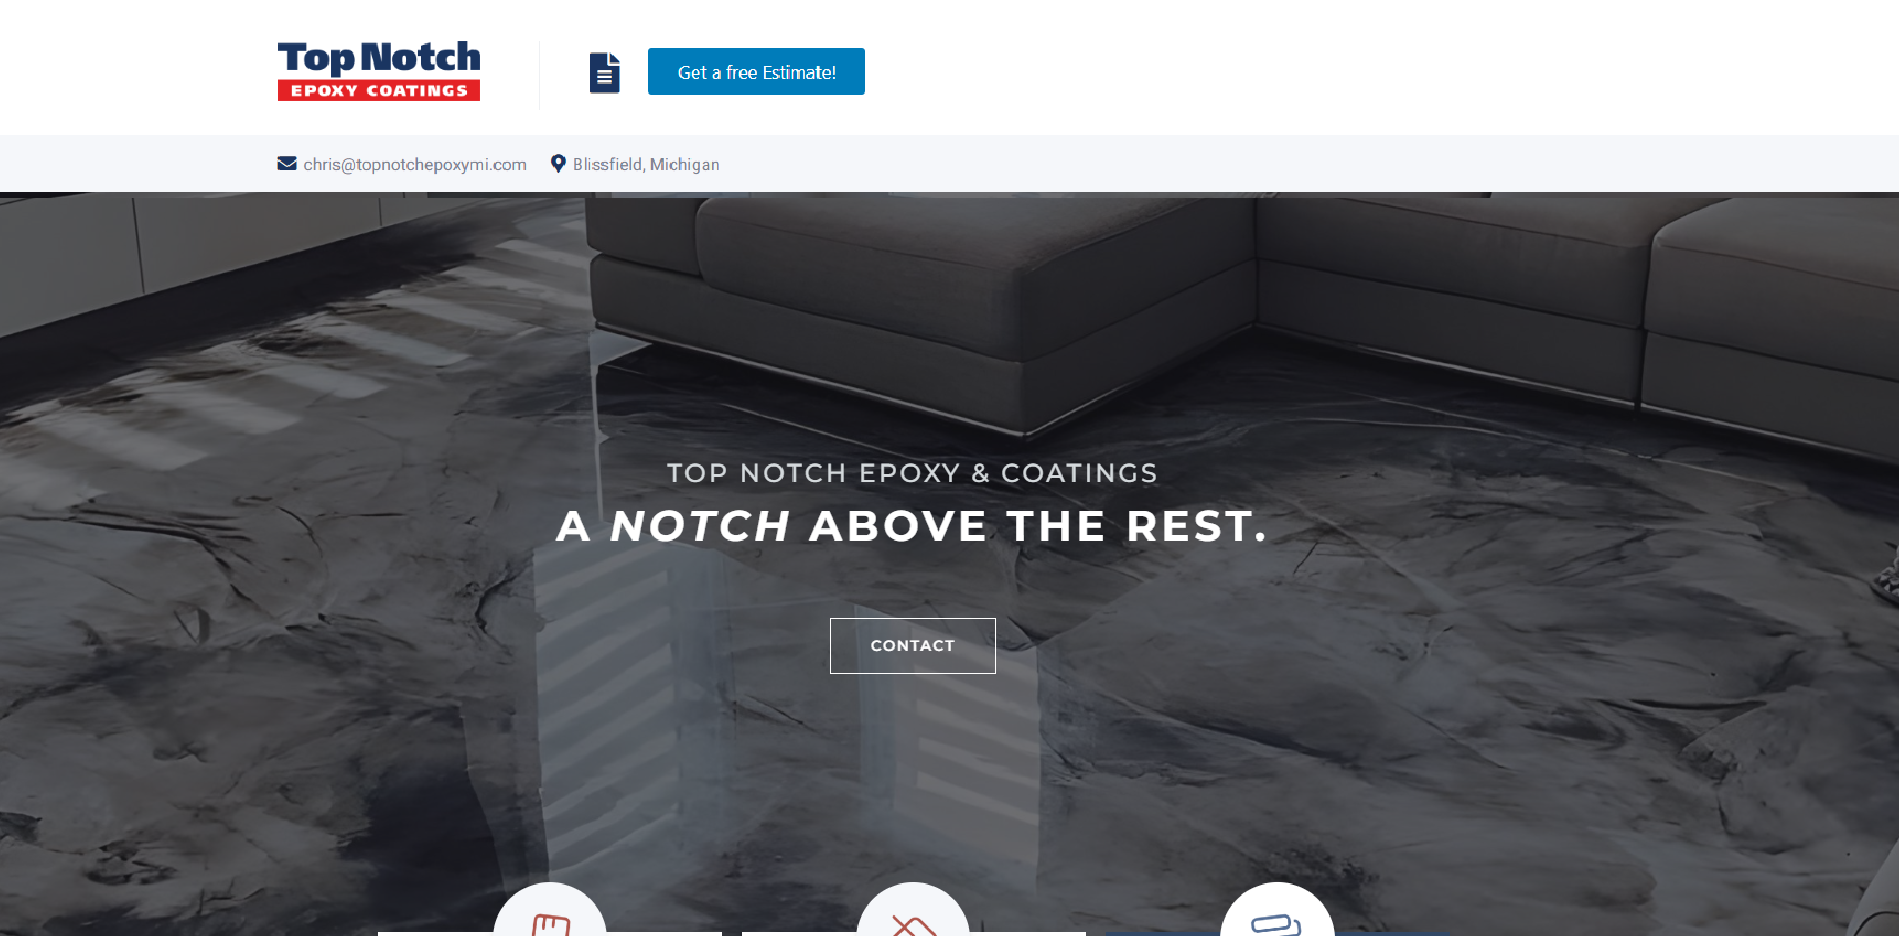 Top Notch
EPOXY COATINGS
Get a free Estimate!
chris@topnotchepoxymi.com
Blissfield, Michigan
TOP NOTCH EPOXY & COATINGS
A NOTCH ABOVE THE REST.
CONTACT